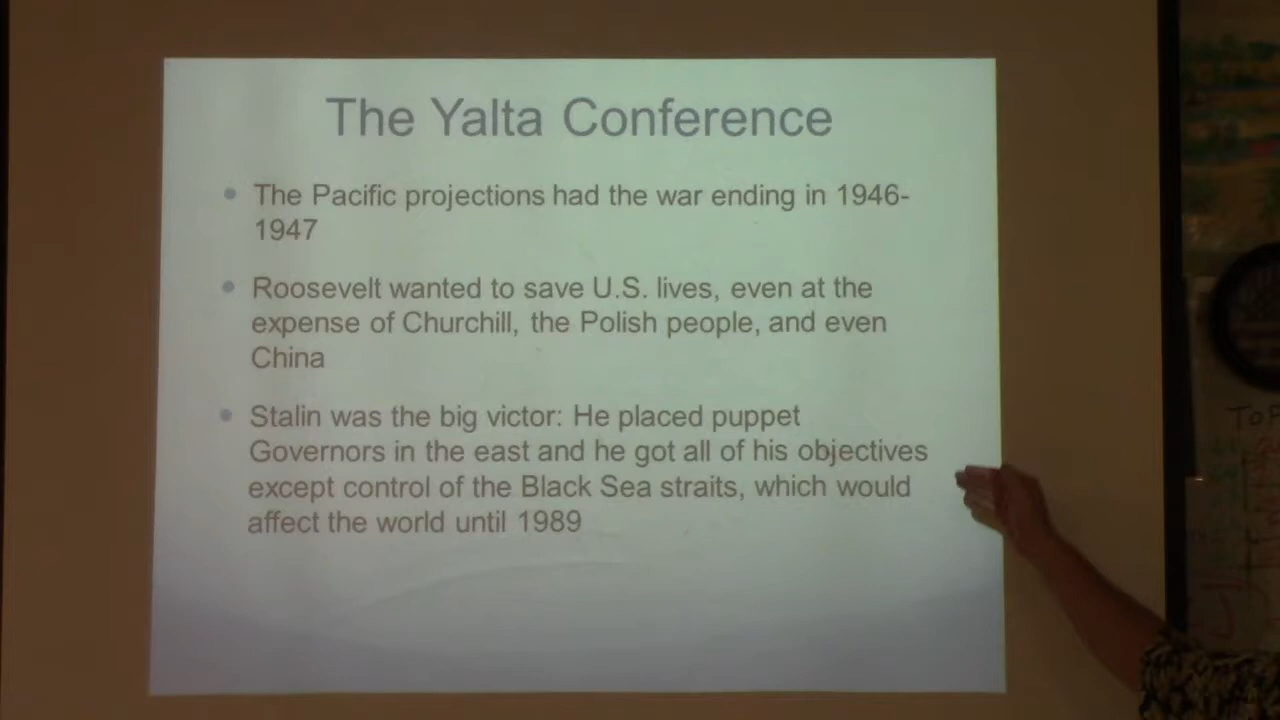 The Yalta Conference
The Pacific projections had the war ending in 1946-
1947
Roosevelt wanted to save U.S. lives, even at the
expense of Churchill, the Polish people, and even
China
Stalin was the big victor: He placed puppet
Governors in the east and he got all of his objectives
except control of the Black Sea straits, which would
affect the world until 1989